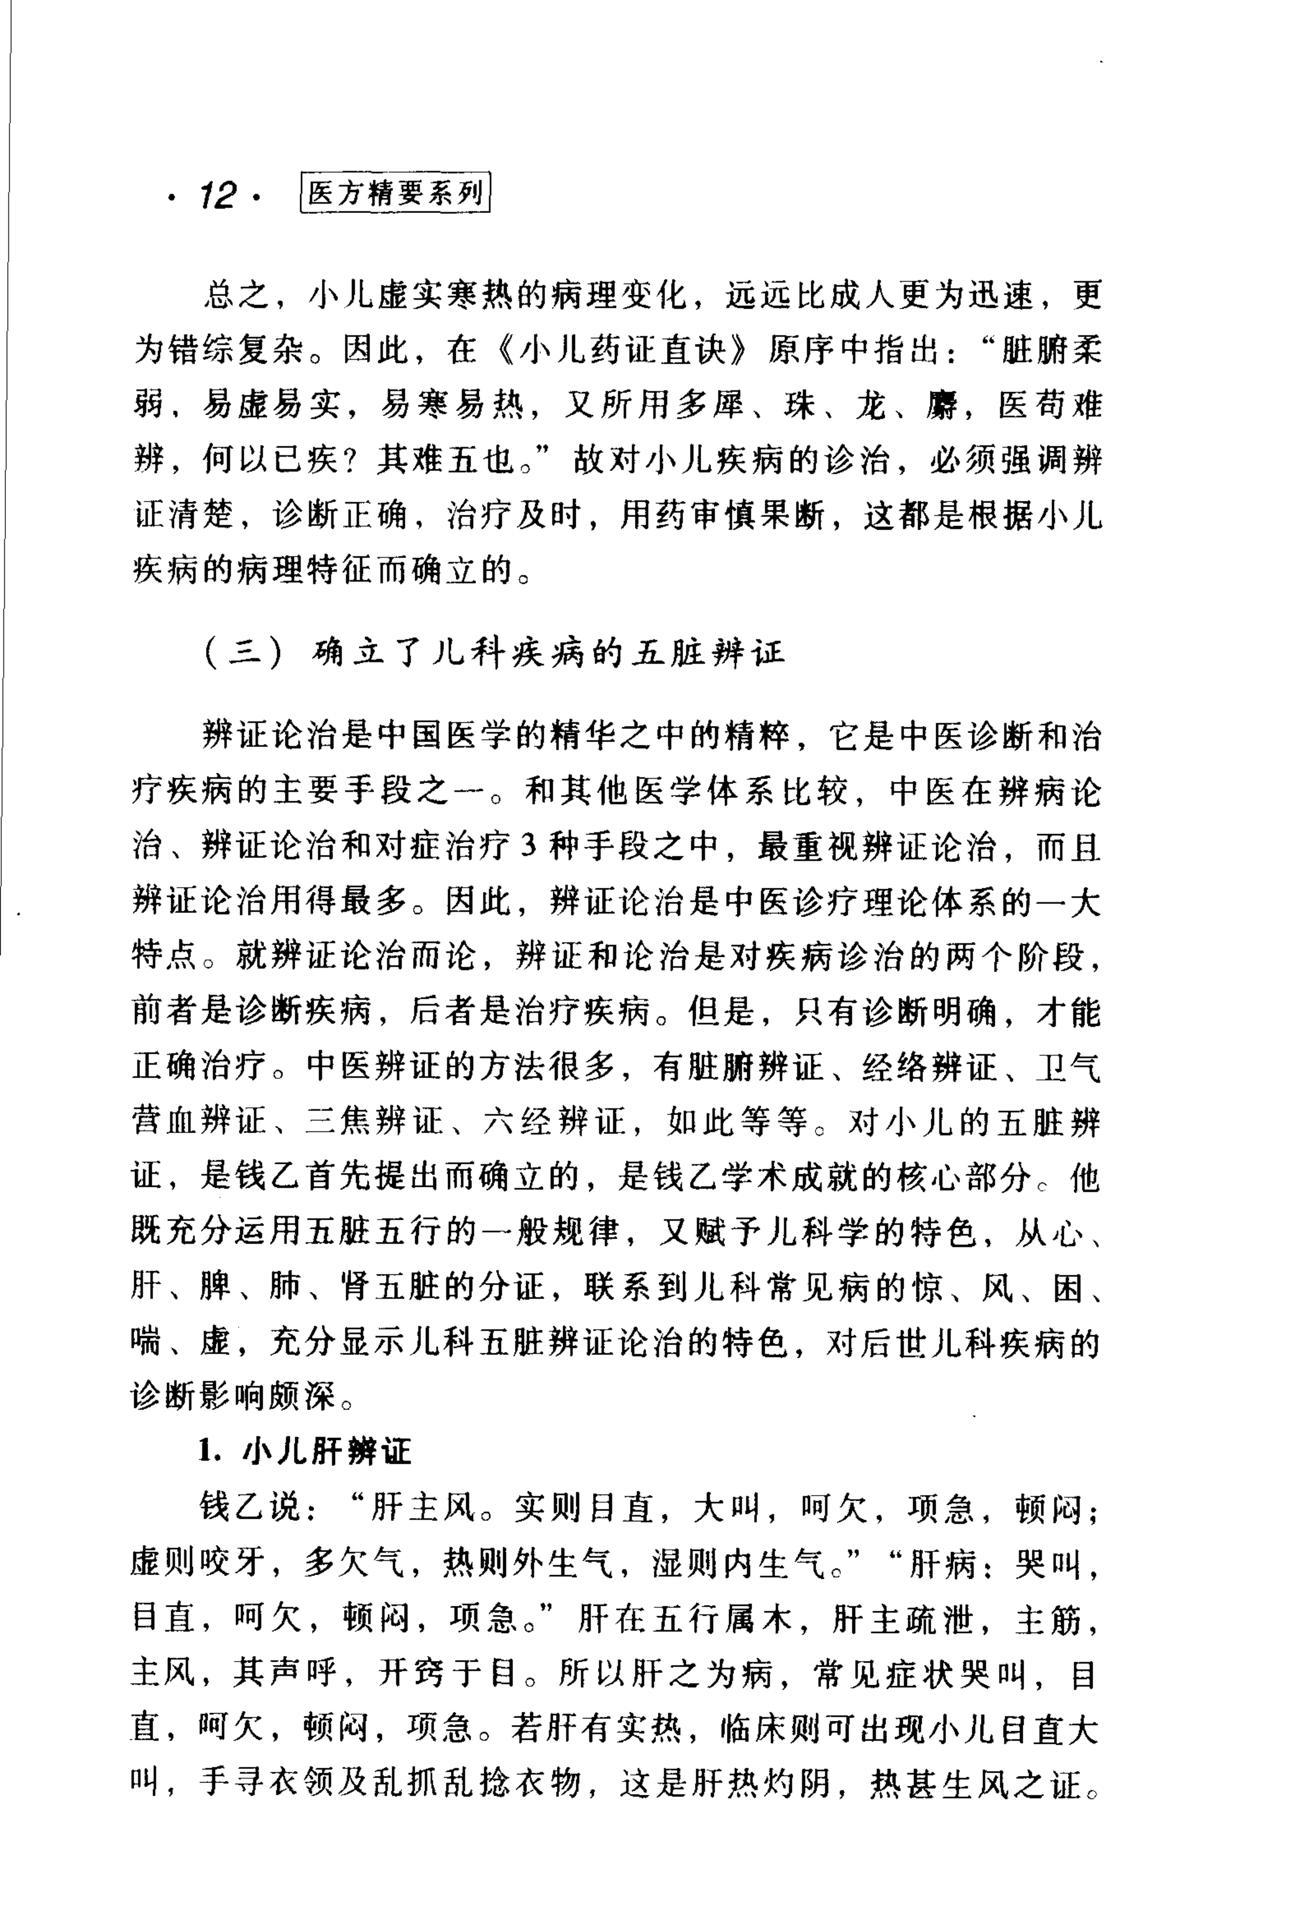 ·12· 医方精要系列
总之，小儿虚实寒热的病理变化，远远比成人更为迅速，更
为错综复杂。因此，在《小儿药证直诀》原序中指出：“脏腑柔
弱，易虚易实，易寒易热，又所用多犀、珠、龙、麝，医苟难
辨，何以已疾？其难五也。”故对小儿疾病的诊治，必须强调辨
证清楚，诊断正确，治疗及时，用药审慎果断，这都是根据小儿
疾病的病理特征而确立的。
（三）确立了儿科疾病的五脏辨证
辨证论治是中国医学的精华之中的精粹，它是中医诊断和治
疗疾病的主要手段之一。和其他医学体系比较，中医在辨病论
治、辨证论治和对症治疗3种手段之中，最重视辨证论治，而且
辨证论治用得最多。因此，辨证论治是中医诊疗理论体系的一大
特点。就辨证论治而论，辨证和论治是对疾病诊治的两个阶段，
前者是诊断疾病，后者是治疗疾病。但是，只有诊断明确，才能
正确治疗。中医辨证的方法很多，有脏腑辨证、经络辨证、卫气
营血辨证、三焦辨证、六经辨证，如此等等。对小儿的五脏辨
证，是钱乙首先提出而确立的，是钱乙学术成就的核心部分。他
既充分运用五脏五行的一般规律，又赋予儿科学的特色，从心、
肝、脾、肺、肾五脏的分证，联系到儿科常见病的惊、风、困、
喘、虚，充分显示儿科五脏辨证论治的特色，对后世儿科疾病的
诊断影响颇深。
1. 小儿肝辨证
钱乙说：“肝主风。实则目直，大叫，呵欠，项急，顿闷；
虚则咬牙，多欠气，热则外生气，湿则内生气。”“肝病：哭叫，
目直，呵欠，顿闷，项急。”肝在五行属木，肝主疏泄，主筋，
主风，其声呼，开窍于目。所以肝之为病，常见症状哭叫，目
直，呵欠，顿闷，项急。若肝有实热，临床则可出现小儿目直大
叫，手寻衣领及乱抓乱捻衣物，这是肝热灼阴，热甚生风之证。